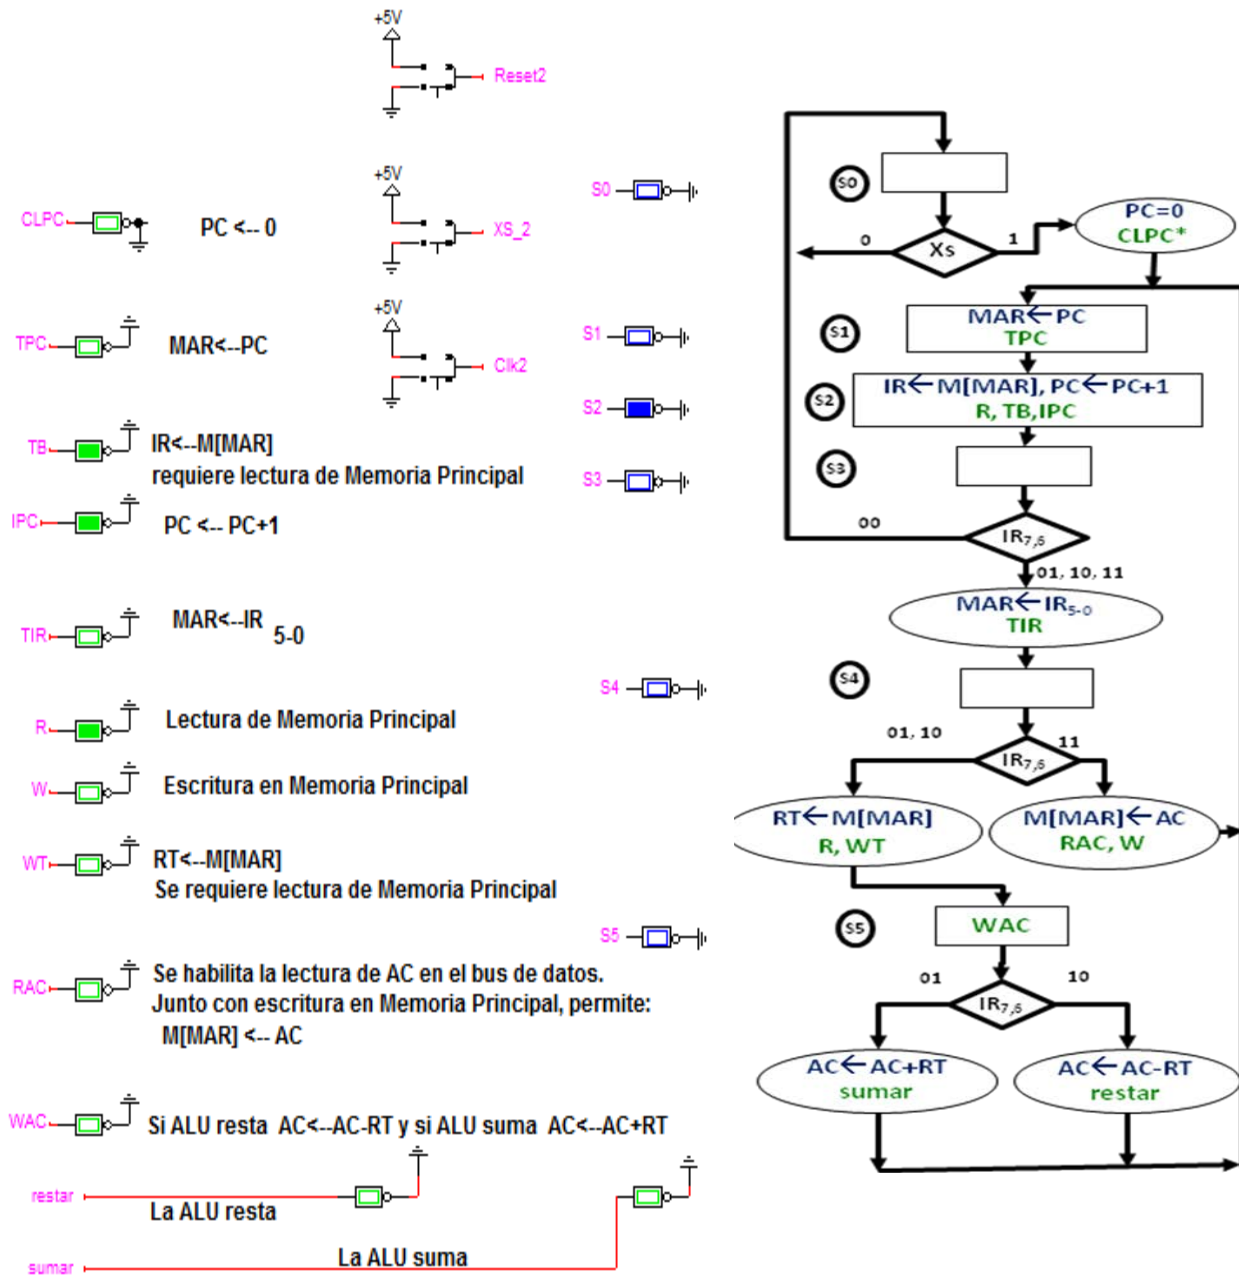 +5V
Reset2
+5V
XS_2
+5V
Clk2
CLPC
PC <-- 0
TPC
MAR<--PC
TB
IR<--M[MAR]
requiere lectura de Memoria Principal
IPC
PC <-- PC+1
TIR
MAR<--IR
5-0
R
Lectura de Memoria Principal
W
Escritura en Memoria Principal
WT
RT<--M[MAR]
Se requiere lectura de Memoria Principal
RAC
Se habilita la lectura de AC en el bus de datos.
Junto con escritura en Memoria Principal, permite:
M[MAR] <-- AC
WAC
Si ALU resta AC<--AC-RT y si ALU suma AC<--AC+RT
restar
La ALU resta
sumar
La ALU suma
S0
S1
S2
S3
S4
S5
S0
Xs
0
1
PC=0
CLPC*
S1
MAR←PC
TPC
S2
IR←M[MAR], PC←PC+1
R, TB,IPC
S3
00
IR7,6
01, 10, 11
MAR←IR5-0
TIR
S4
01, 10
IR7,6
11
RT←M[MAR]
R, WT
M[MAR]←AC
RAC, W
S5
WAC
01
IR7,6
10
AC←AC+RT
sumar
AC←AC-RT
restar